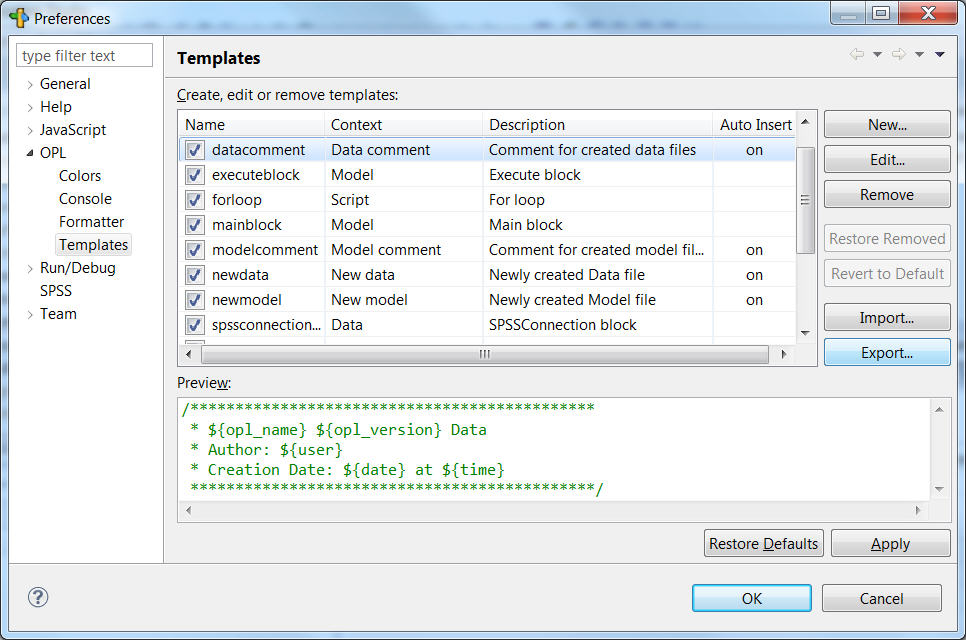 Preferences
type filter text
General
Help
JavaScript
OPL
Colors
Console
Formatter
Templates
Run/Debug
SPSS
Team
Templates
Create, edit or remove templates:
Name Context Description Auto Insert
datacomment Data comment Comment for created data files on
executeblock Model Execute block
forloop Script For loop
mainblock Model Main block
modelcomment Model comment Comment for created model fil... on
newdata New data Newly created Data file on
newmodel New model Newly created Model file on
spssconnection... Data SPSSConnection block
New...
Edit...
Remove
Restore Removed
Revert to Default
Import...
Export...
Preview:
/*********************************************
 * ${opl_name} ${opl_version} Data
 * Author: ${user}
 * Creation Date: ${date} at ${time}
 *********************************************/
Restore Defaults Apply
OK Cancel